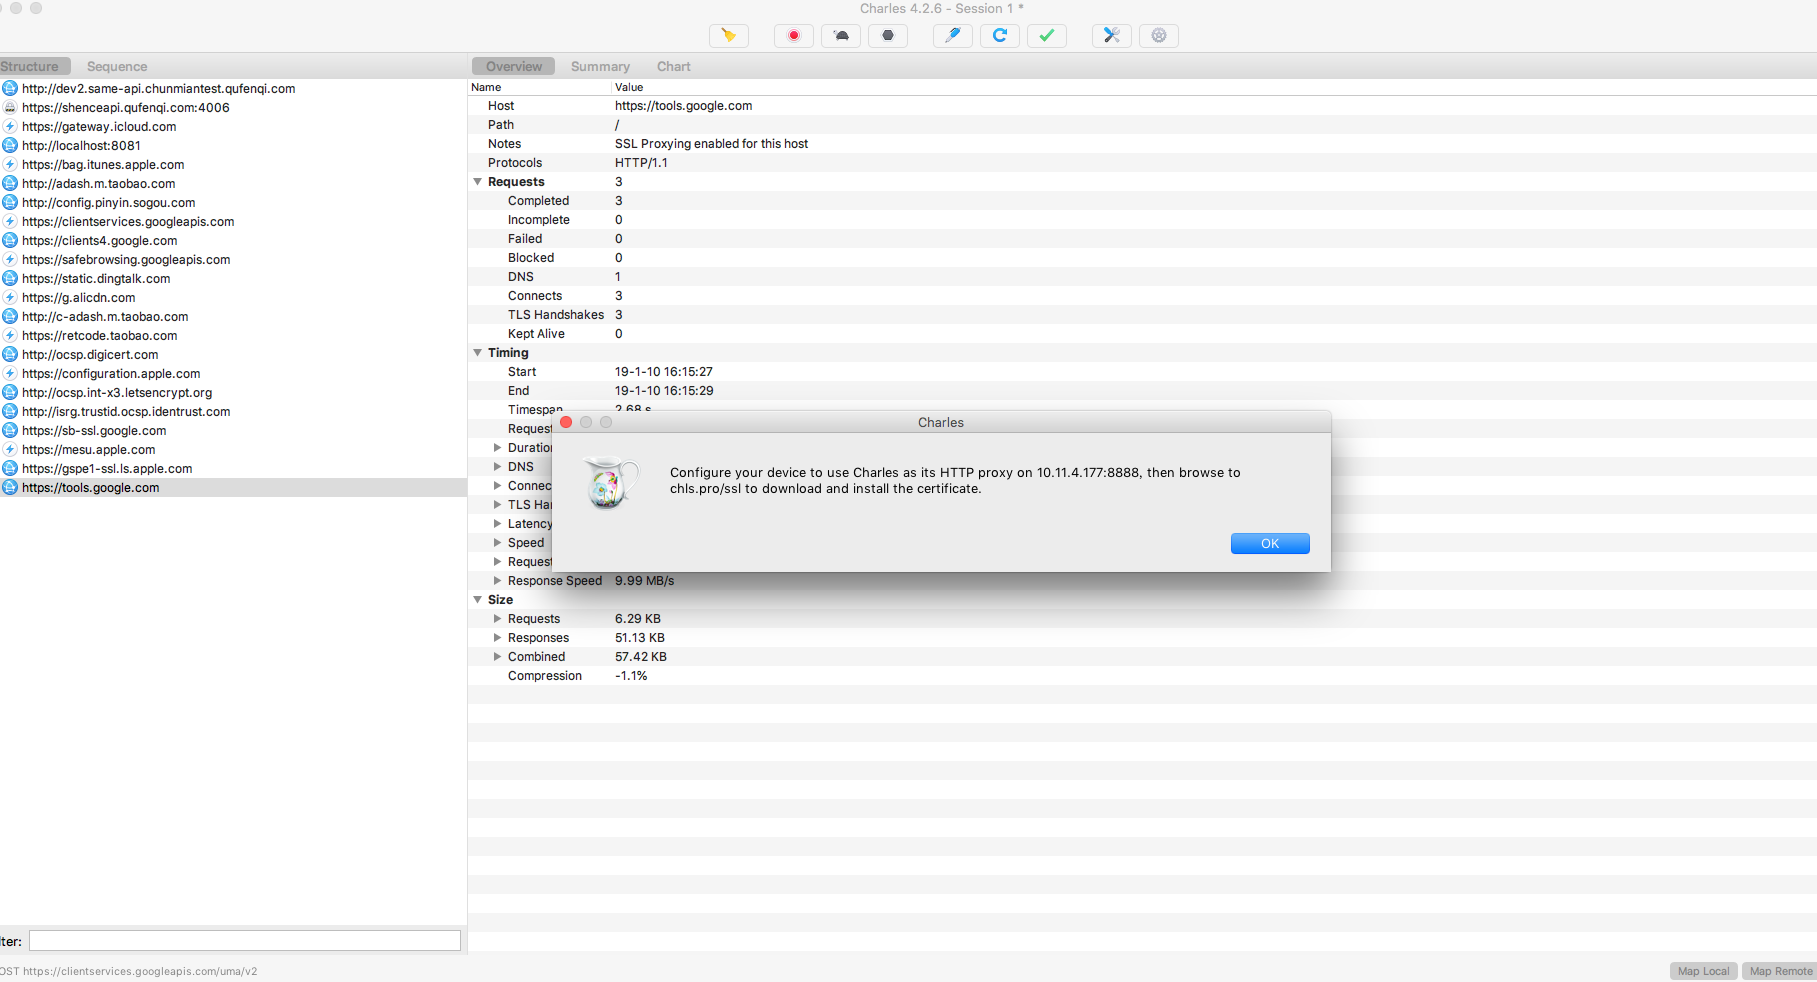 Charles 4.2.6 - Session 1 *
Structure
Sequence
Overview
Summary
Chart
http://dev2.same-api.chunmiantest.qufenqi.com
https://shenceapi.qufenqi.com:4006
https://gateway.icloud.com
http://localhost:8081
https://bag.itunes.apple.com
http://adash.m.taobao.com
http://config.pinyin.sogou.com
https://clientservices.googleapis.com
https://clients4.google.com
https://safebrowsing.googleapis.com
https://static.dingtalk.com
https://g.alicdn.com
http://c-adash.m.taobao.com
https://retcode.taobao.com
http://ocsp.digicert.com
https://configuration.apple.com
http://ocsp.int-x3.letsencrypt.org
http://isrg.trustid.ocsp.identrust.com
https://sb-ssl.google.com
https://mesu.apple.com
https://gspe1-ssl.ls.apple.com
https://tools.google.com
Name Value
Host https://tools.google.com
Path /
Notes SSL Proxying enabled for this host
Protocols HTTP/1.1
Requests 3
Completed 3
Incomplete 0
Failed 0
Blocked 0
DNS 1
Connects 3
TLS Handshakes 3
Kept Alive 0
Timing
Start 19-1-10 16:15:27
End 19-1-10 16:15:29
Timespan 2.68 s
Request
Duration
DNS
Connec
TLS Ha
Latency
Speed
Request
Response Speed 9.99 MB/s
Size
Requests 6.29 KB
Responses 51.13 KB
Combined 57.42 KB
Compression -1.1%
Charles
Configure your device to use Charles as its HTTP proxy on 10.11.4.177:8888, then browse to
chls.pro/ssl to download and install the certificate.
OK
lter:
OST https://clientservices.googleapis.com/uma/v2
Map Local
Map Remote